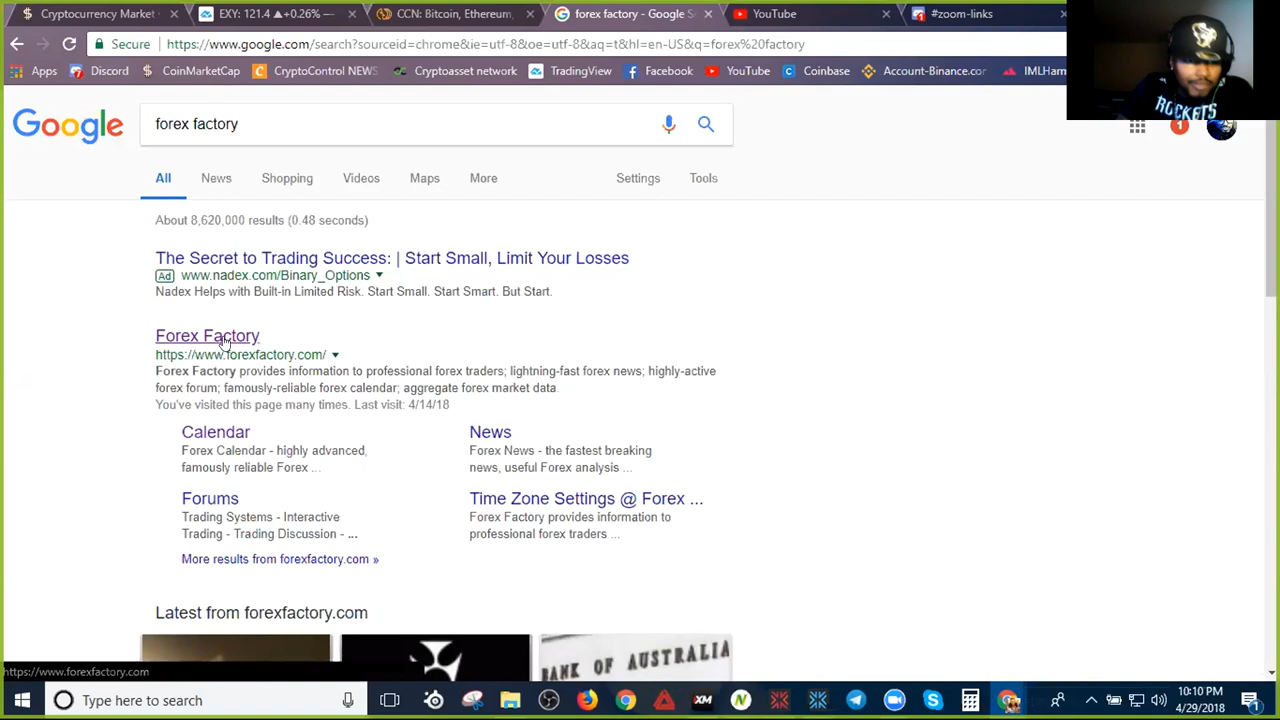 Cryptocurrency Market
EXY: 121.4 ▲+0.26% —
CCN: Bitcoin, Ethereum,
forex factory - Google S
YouTube
#zoom-links
Secure
https://www.google.com/search?sourceid=chrome&ie=utf-8&oe=utf-8&aq=t&hl=en-US&q=forex%20factory
Apps
Discord
CoinMarketCap
CryptoControl NEWS
Cryptoasset network
TradingView
Facebook
YouTube
Coinbase
Account-Binance.co
IMLHarm
ROCKETS
Google
forex factory
1
All
News
Shopping
Videos
Maps
More
Settings
Tools
About 8,620,000 results (0.48 seconds)
The Secret to Trading Success: | Start Small, Limit Your Losses
Ad www.nadex.com/Binary_Options
Nadex Helps with Built-in Limited Risk. Start Small. Start Smart. But Start.
Forex Factory
https://www.forexfactory.com/
Forex Factory provides information to professional forex traders; lightning-fast forex news; highly-active
forex forum; famously-reliable forex calendar; aggregate forex market data.
You've visited this page many times. Last visit: 4/14/18
Calendar
Forex Calendar - highly advanced,
famously reliable Forex ...
News
Forex News - the fastest breaking
news, useful Forex analysis ...
Forums
Trading Systems - Interactive
Trading - Trading Discussion - ...
Time Zone Settings @ Forex ...
Forex Factory provides information to
professional forex traders ...
More results from forexfactory.com »
Latest from forexfactory.com
BANK OF AUSTRALIA
https://www.forexfactory.com
Type here to search
XM
N
10:10 PM
4/29/2018
1